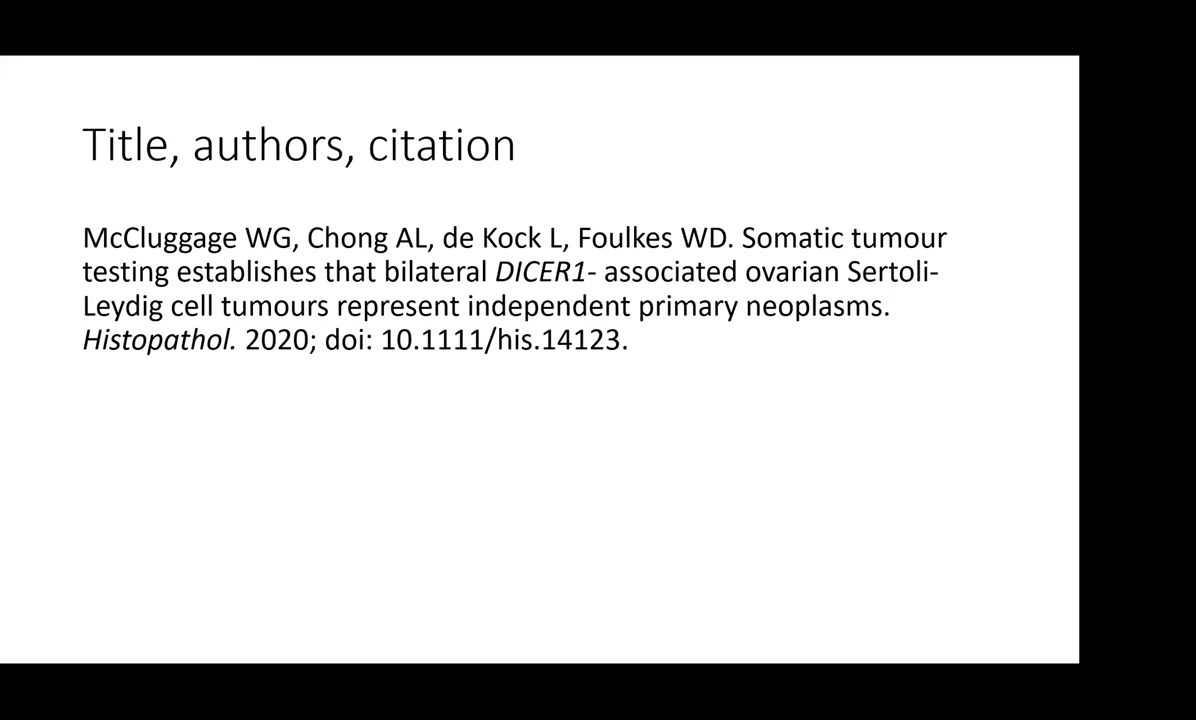 Title, authors, citation
McCluggage WG, Chong AL, de Kock L, Foulkes WD. Somatic tumour
testing establishes that bilateral DICER1- associated ovarian Sertoli-
Leydig cell tumours represent independent primary neoplasms.
Histopathol. 2020; doi: 10.1111/his.14123.